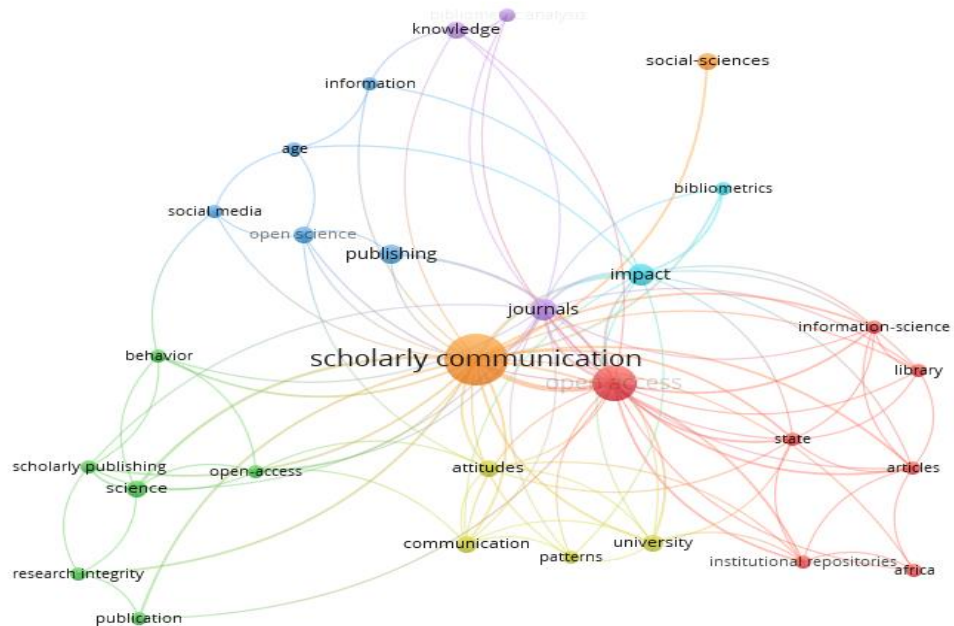 bibliometric analysis
knowledge
social-sciences
information
age
bibliometrics
social media
open science
publishing
impact
journals
information-science
behavior
scholarly communication
library
open access
state
scholarly publishing
open-access
attitudes
articles
science
communication
patterns
university
institutional repositories
africa
research integrity
publication